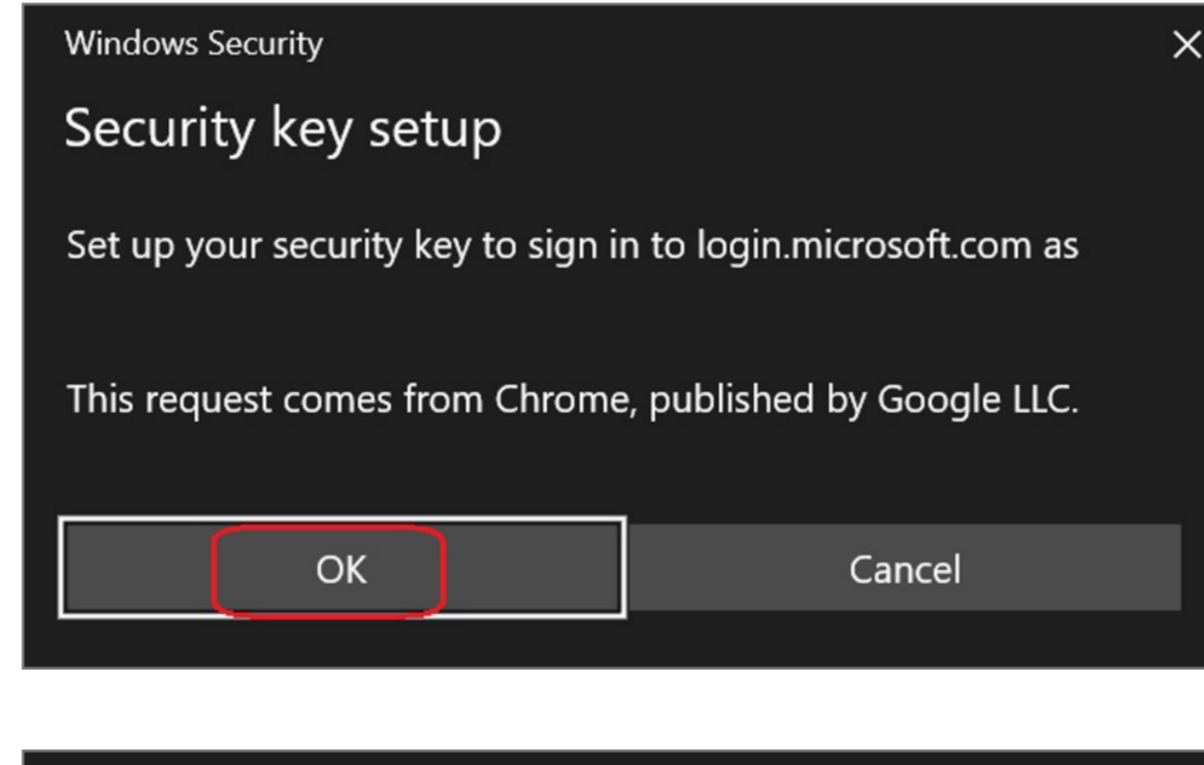 Windows Security
Security key setup
Set up your security key to sign in to login.microsoft.com as
This request comes from Chrome, published by Google LLC.
OK
Cancel